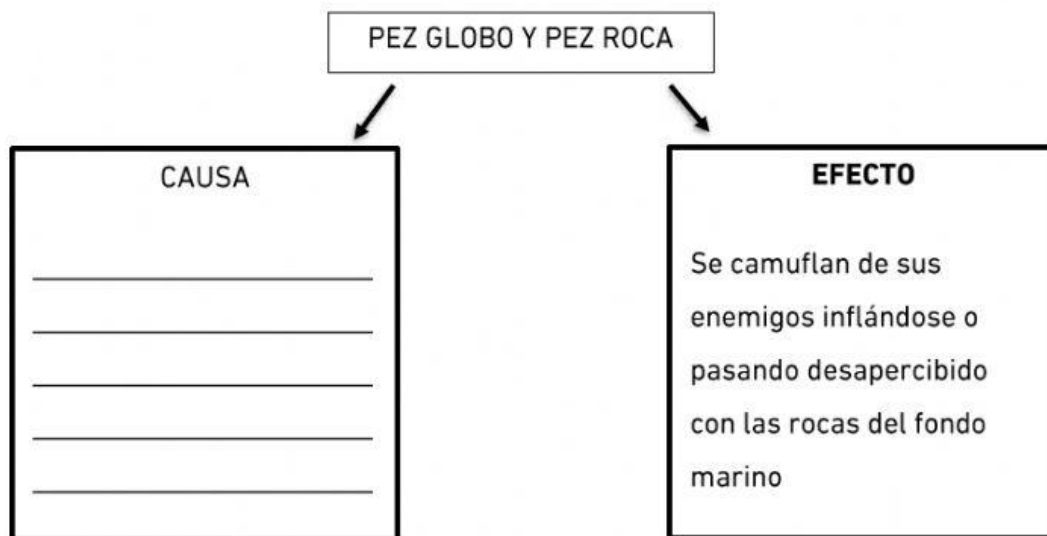 PEZ GLOBO Y PEZ ROCA
CAUSA
EFECTO
Se camuflan de sus
enemigos inflándose o
pasando desapercibido
con las rocas del fondo
marino